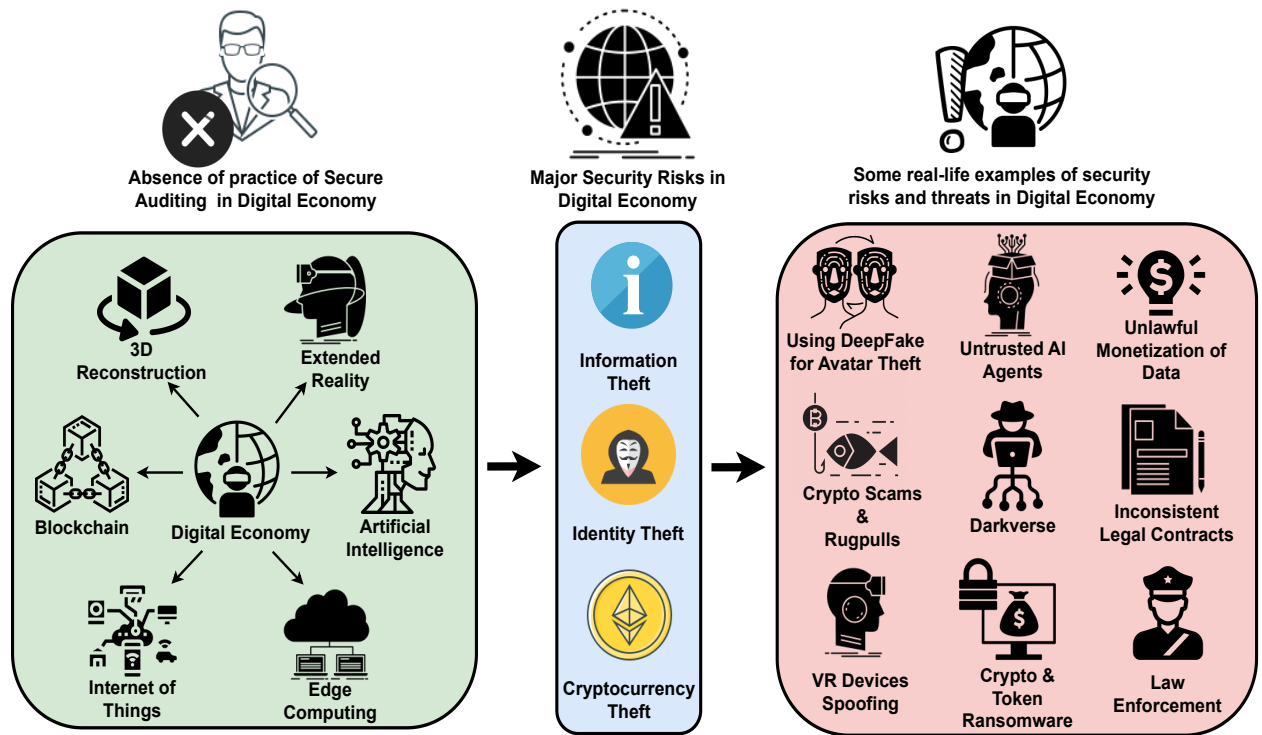 Absence of practice of Secure
Auditing in Digital Economy
Major Security Risks in
Digital Economy
Some real-life examples of security
risks and threats in Digital Economy
3D
Reconstruction
Extended
Reality
Blockchain
Digital Economy
Artificial
Intelligence
Internet of
Things
Edge
Computing
Information
Theft
Identity Theft
Cryptocurrency
Theft
Using DeepFake
for Avatar Theft
Untrusted AI
Agents
Unlawful
Monetization of
Data
Crypto Scams
&
Rugpulls
Darkverse
Inconsistent
Legal Contracts
VR Devices
Spoofing
Crypto &
Token
Ransomware
Law
Enforcement